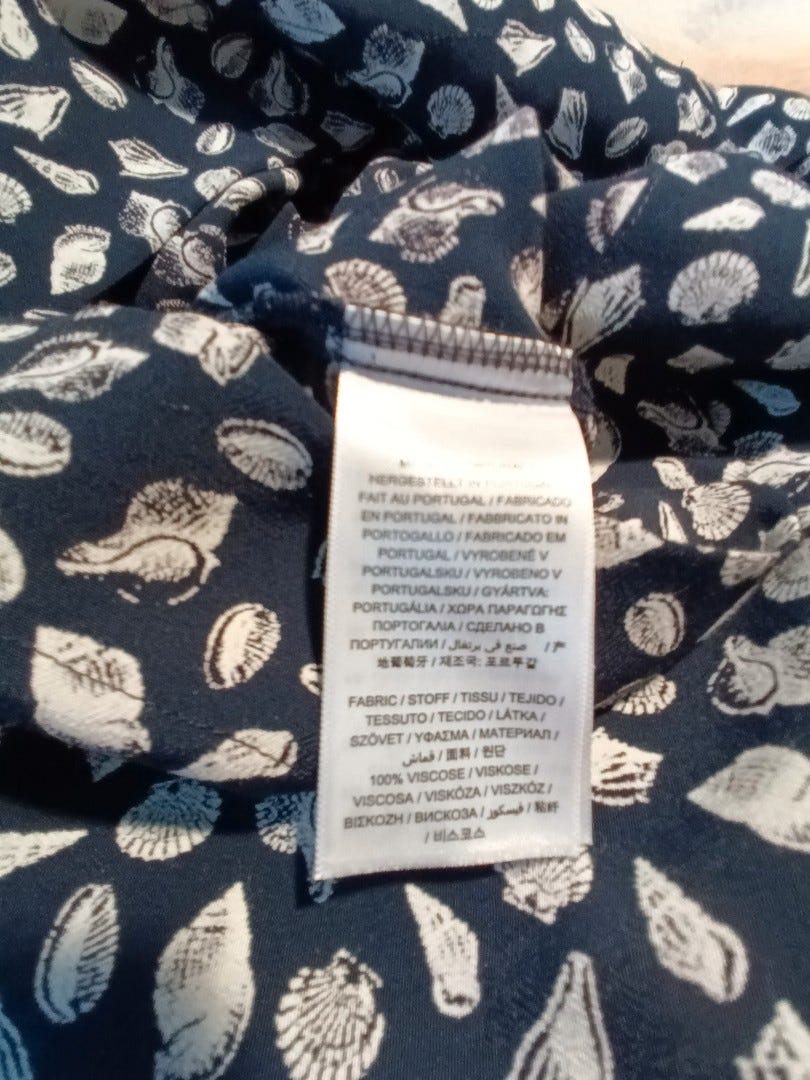 HERGESTELLT IN PORTUGAL /
FAIT AU PORTUGAL / FABRICADO
EN PORTUGAL / FABBRICATO IN
PORTOGALLO / FABRICADO EM
PORTUGAL / VYROBENÉ V
PORTUGALSKU / VYROBENO V
PORTUGALSKU / GYÁRTVA:
PORTUGÁLIA / ΧΩΡΑ ΠΑΡΑΓΩΓΗΣ
ΠΟΡΤΟΓΑΛΙΑ / СДЕЛАНО В
ПОРТУГАЛИИ / صنع في برتغال /
地葡萄牙 / 제조국: 포르투갈
FABRIC / STOFF / TISSU / TEJIDO /
TESSUTO / TECIDO / LÁTKA /
SZÖVET / ΥΦΑΣΜΑ / МАТЕРИАЛ /
قماش / 面料 / 원단
100% VISCOSE / VISKOSE /
VISCOSA / VISKÓZA / VISZKÓZ /
ΒΙΣΚΟΖΗ / ВИСКОЗА / فيسكوز / 粘纤
/ 비스코스